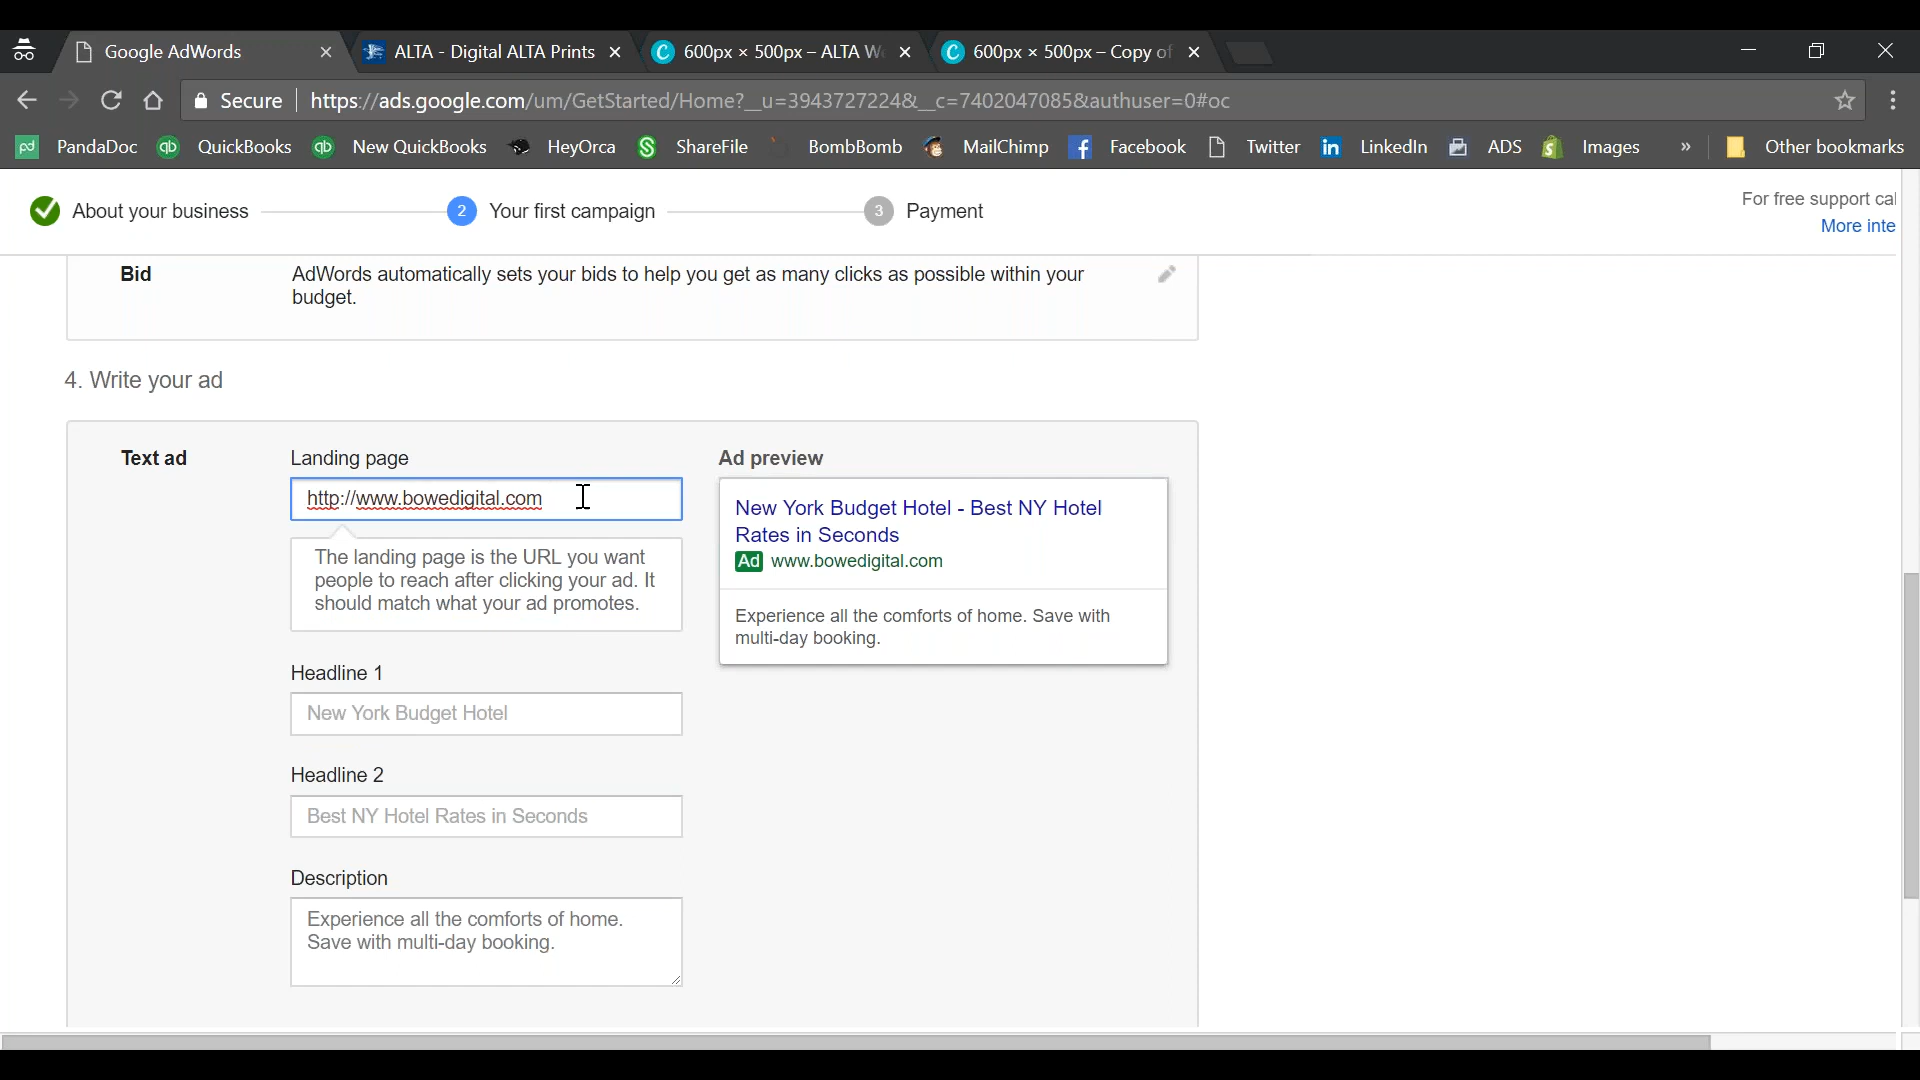 Google AdWords
ALTA - Digital ALTA Prints
600px × 500px – ALTA W
600px × 500px – Copy of
Secure
https://ads.google.com/um/GetStarted/Home?__u=3943727224&__c=7402047085&authuser=0#oc
pd PandaDoc
qb QuickBooks
qb New QuickBooks
HeyOrca
ShareFile
BombBomb
MailChimp
Facebook
Twitter
LinkedIn
ADS
Images
»
Other bookmarks
About your business
2 Your first campaign
3 Payment
For free support cal
More inte
Bid
AdWords automatically sets your bids to help you get as many clicks as possible within your
budget.
4. Write your ad
Text ad
Landing page
http://www.bowedigital.com
The landing page is the URL you want
people to reach after clicking your ad. It
should match what your ad promotes.
Headline 1
New York Budget Hotel
Headline 2
Best NY Hotel Rates in Seconds
Description
Experience all the comforts of home.
Save with multi-day booking.
Ad preview
New York Budget Hotel - Best NY Hotel
Rates in Seconds
Ad www.bowedigital.com
Experience all the comforts of home. Save with
multi-day booking.